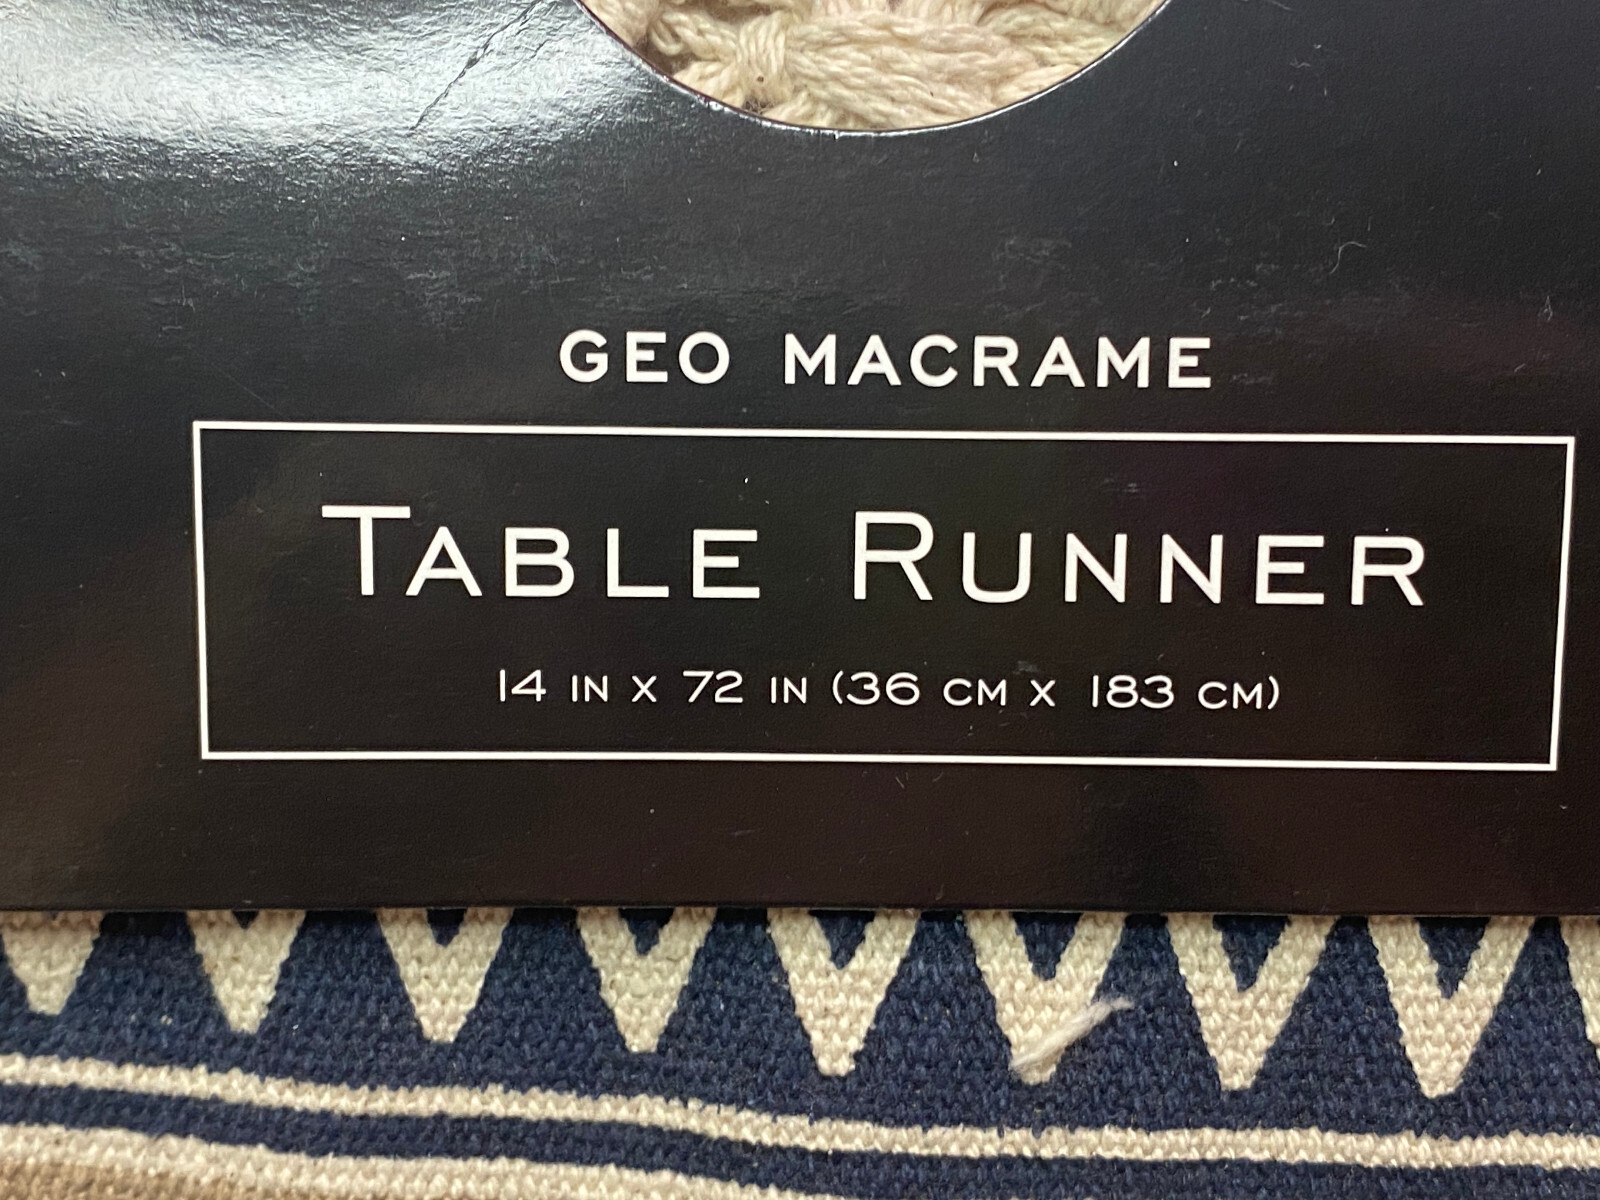 GEO MACRAME
TABLE RUNNER
14 IN X 72 IN (36 CM X 183 CM)